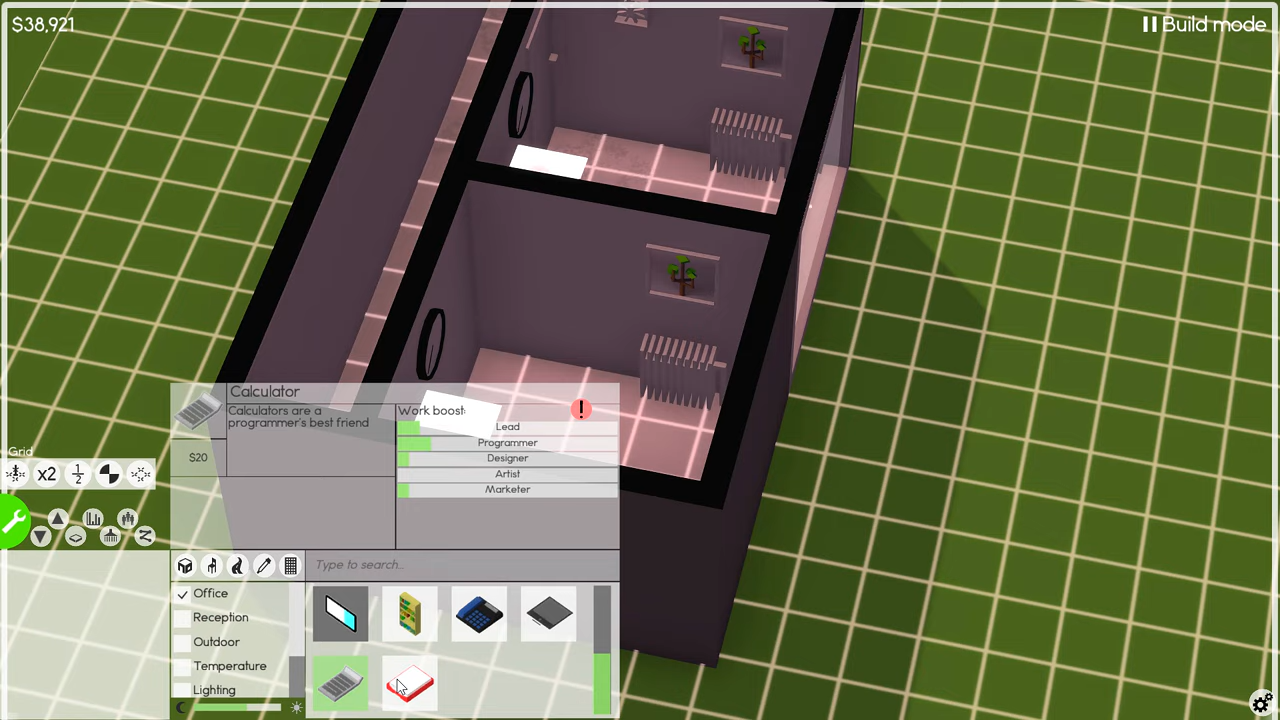 $38,921
Build mode
Calculator
Calculators are a
programmer's best friend
$20
Work boost:
!
Lead
Programmer
Designer
Artist
Marketer
Grid
x2
1/2
Type to search...
Office
Reception
Outdoor
Temperature
Lighting